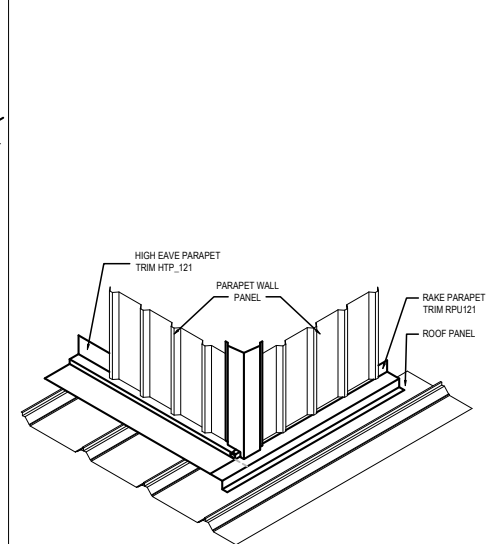 HIGH EAVE PARAPET
TRIM HTP_121
PARAPET WALL
PANEL
RAKE PARAPET
TRIM RPU121
ROOF PANEL